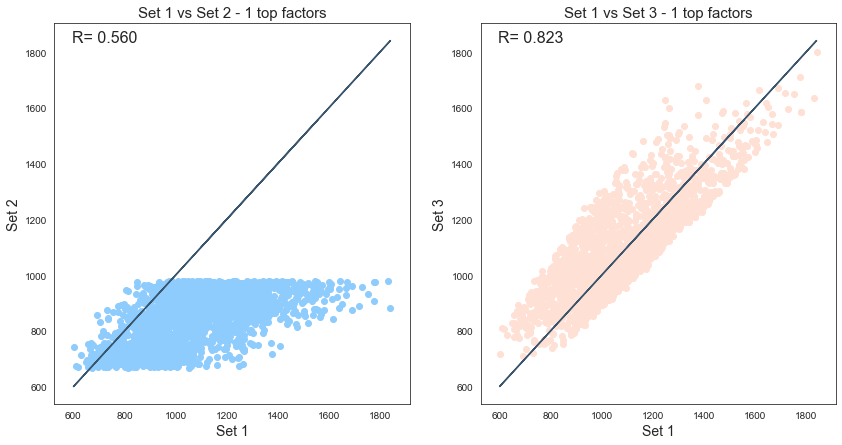 Set 1 vs Set 2 - 1 top factors
R= 0.560
1800
1600
1400
1200
1000
800
600
Set 2
600 800 1000 1200 1400 1600 1800
Set 1
Set 1 vs Set 3 - 1 top factors
R= 0.823
1800
1600
1400
1200
1000
800
600
Set 3
600 800 1000 1200 1400 1600 1800
Set 1